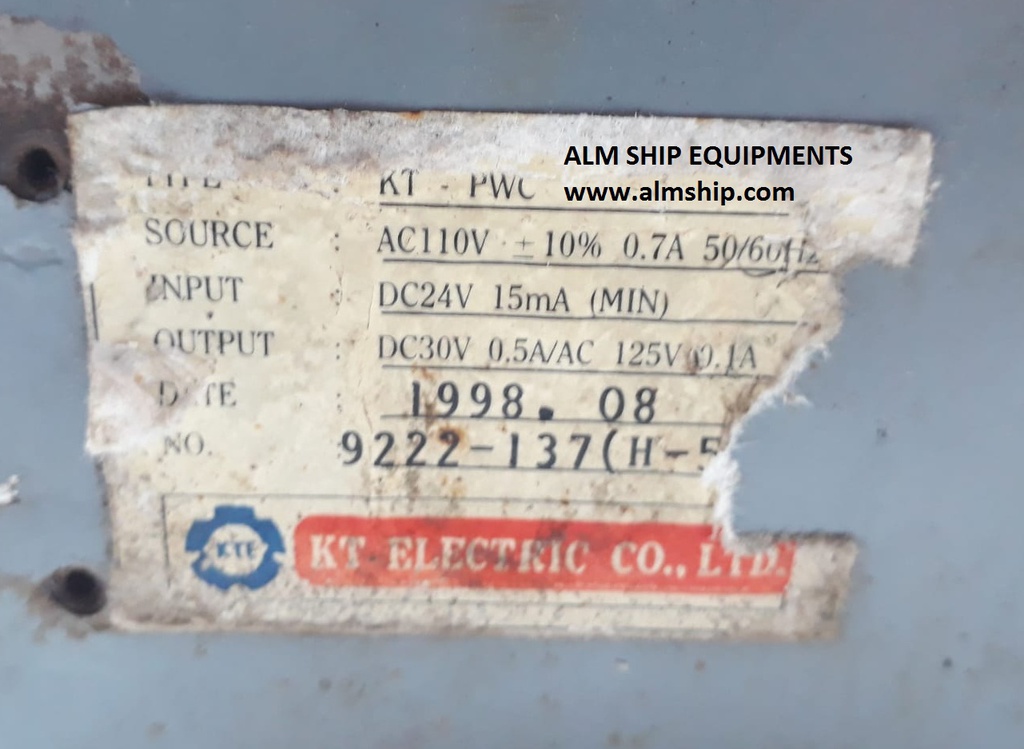 ALM SHIP EQUIPMENTS
www.almship.com
TYPE : KT - PWC
SOURCE : AC110V ± 10% 0.7A 50/60Hz
INPUT : DC24V 15mA (MIN)
OUTPUT : DC30V 0.5A/AC 125V 0.1A
DATE : 1998. 08
NO. 9222-137(H-5
KTE KT ELECTRIC CO., LTD.